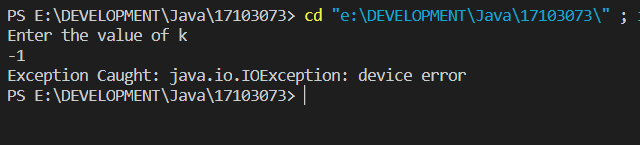 PS E:\DEVELOPMENT\Java\17103073> cd "e:\DEVELOPMENT\Java\17103073\" ;
Enter the value of k
-1
Exception Caught: java.io.IOException: device error
PS E:\DEVELOPMENT\Java\17103073>